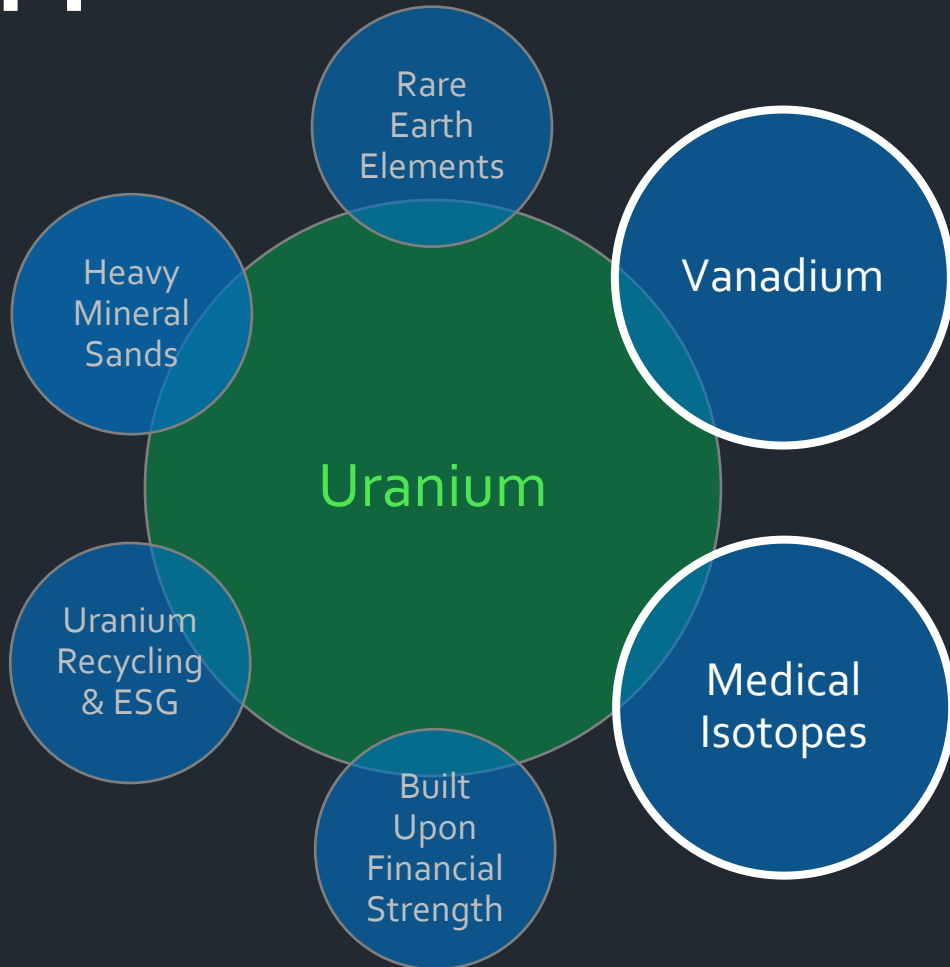 Rare
Earth
Elements
Vanadium
Heavy
Mineral
Sands
Uranium
Uranium
Recycling
& ESG
Medical
Isotopes
Built
Upon
Financial
Strength